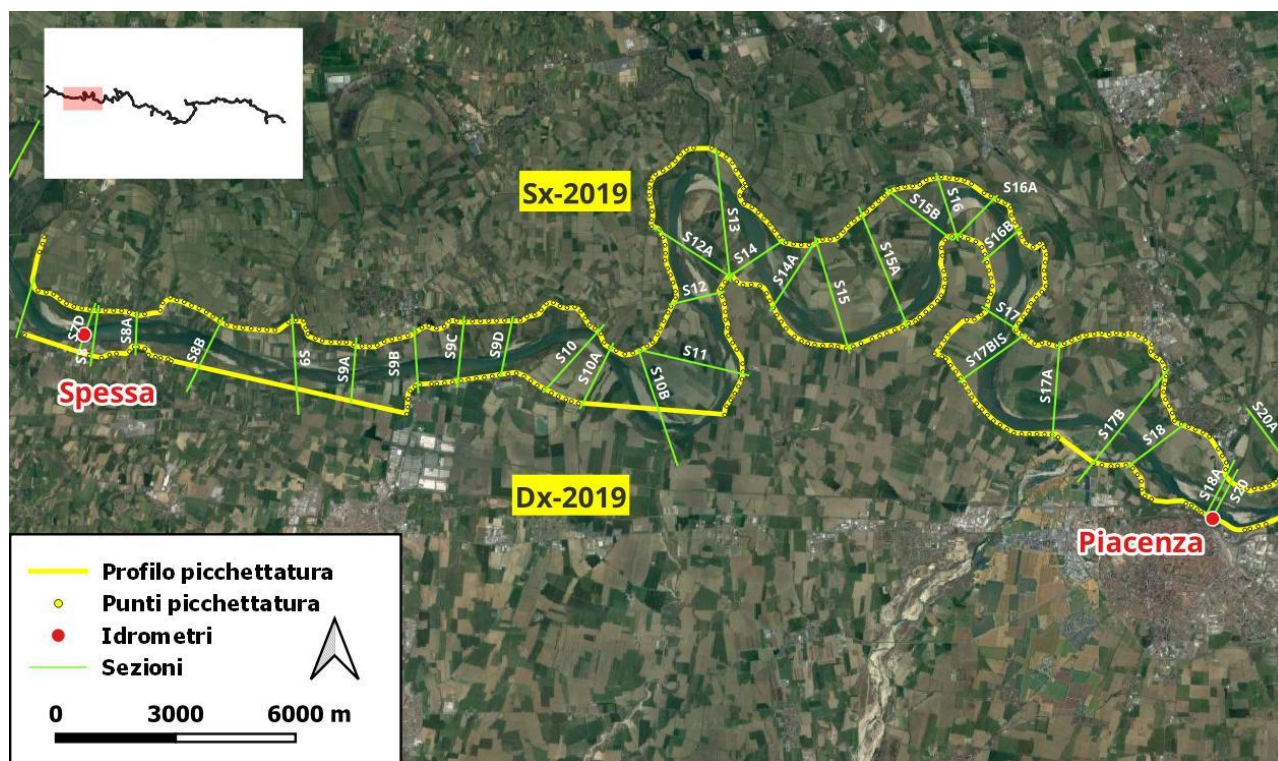 Sx-2019
S16A
S16
S15B
S16B
S13
S12A
S14
S14A
S15A
S15
S12
S17
S17BIS
S7D
S8
S8A
S8B
S9
S9A
S9B
S9C
S9D
S10
S10A
S11
S10B
S17A
S17B
S18
S20A
S18A
S20
Spessa
Dx-2019
Piacenza
Profilo picchettatura
Punti picchettatura
Idrometri
Sezioni
0 3000 6000 m